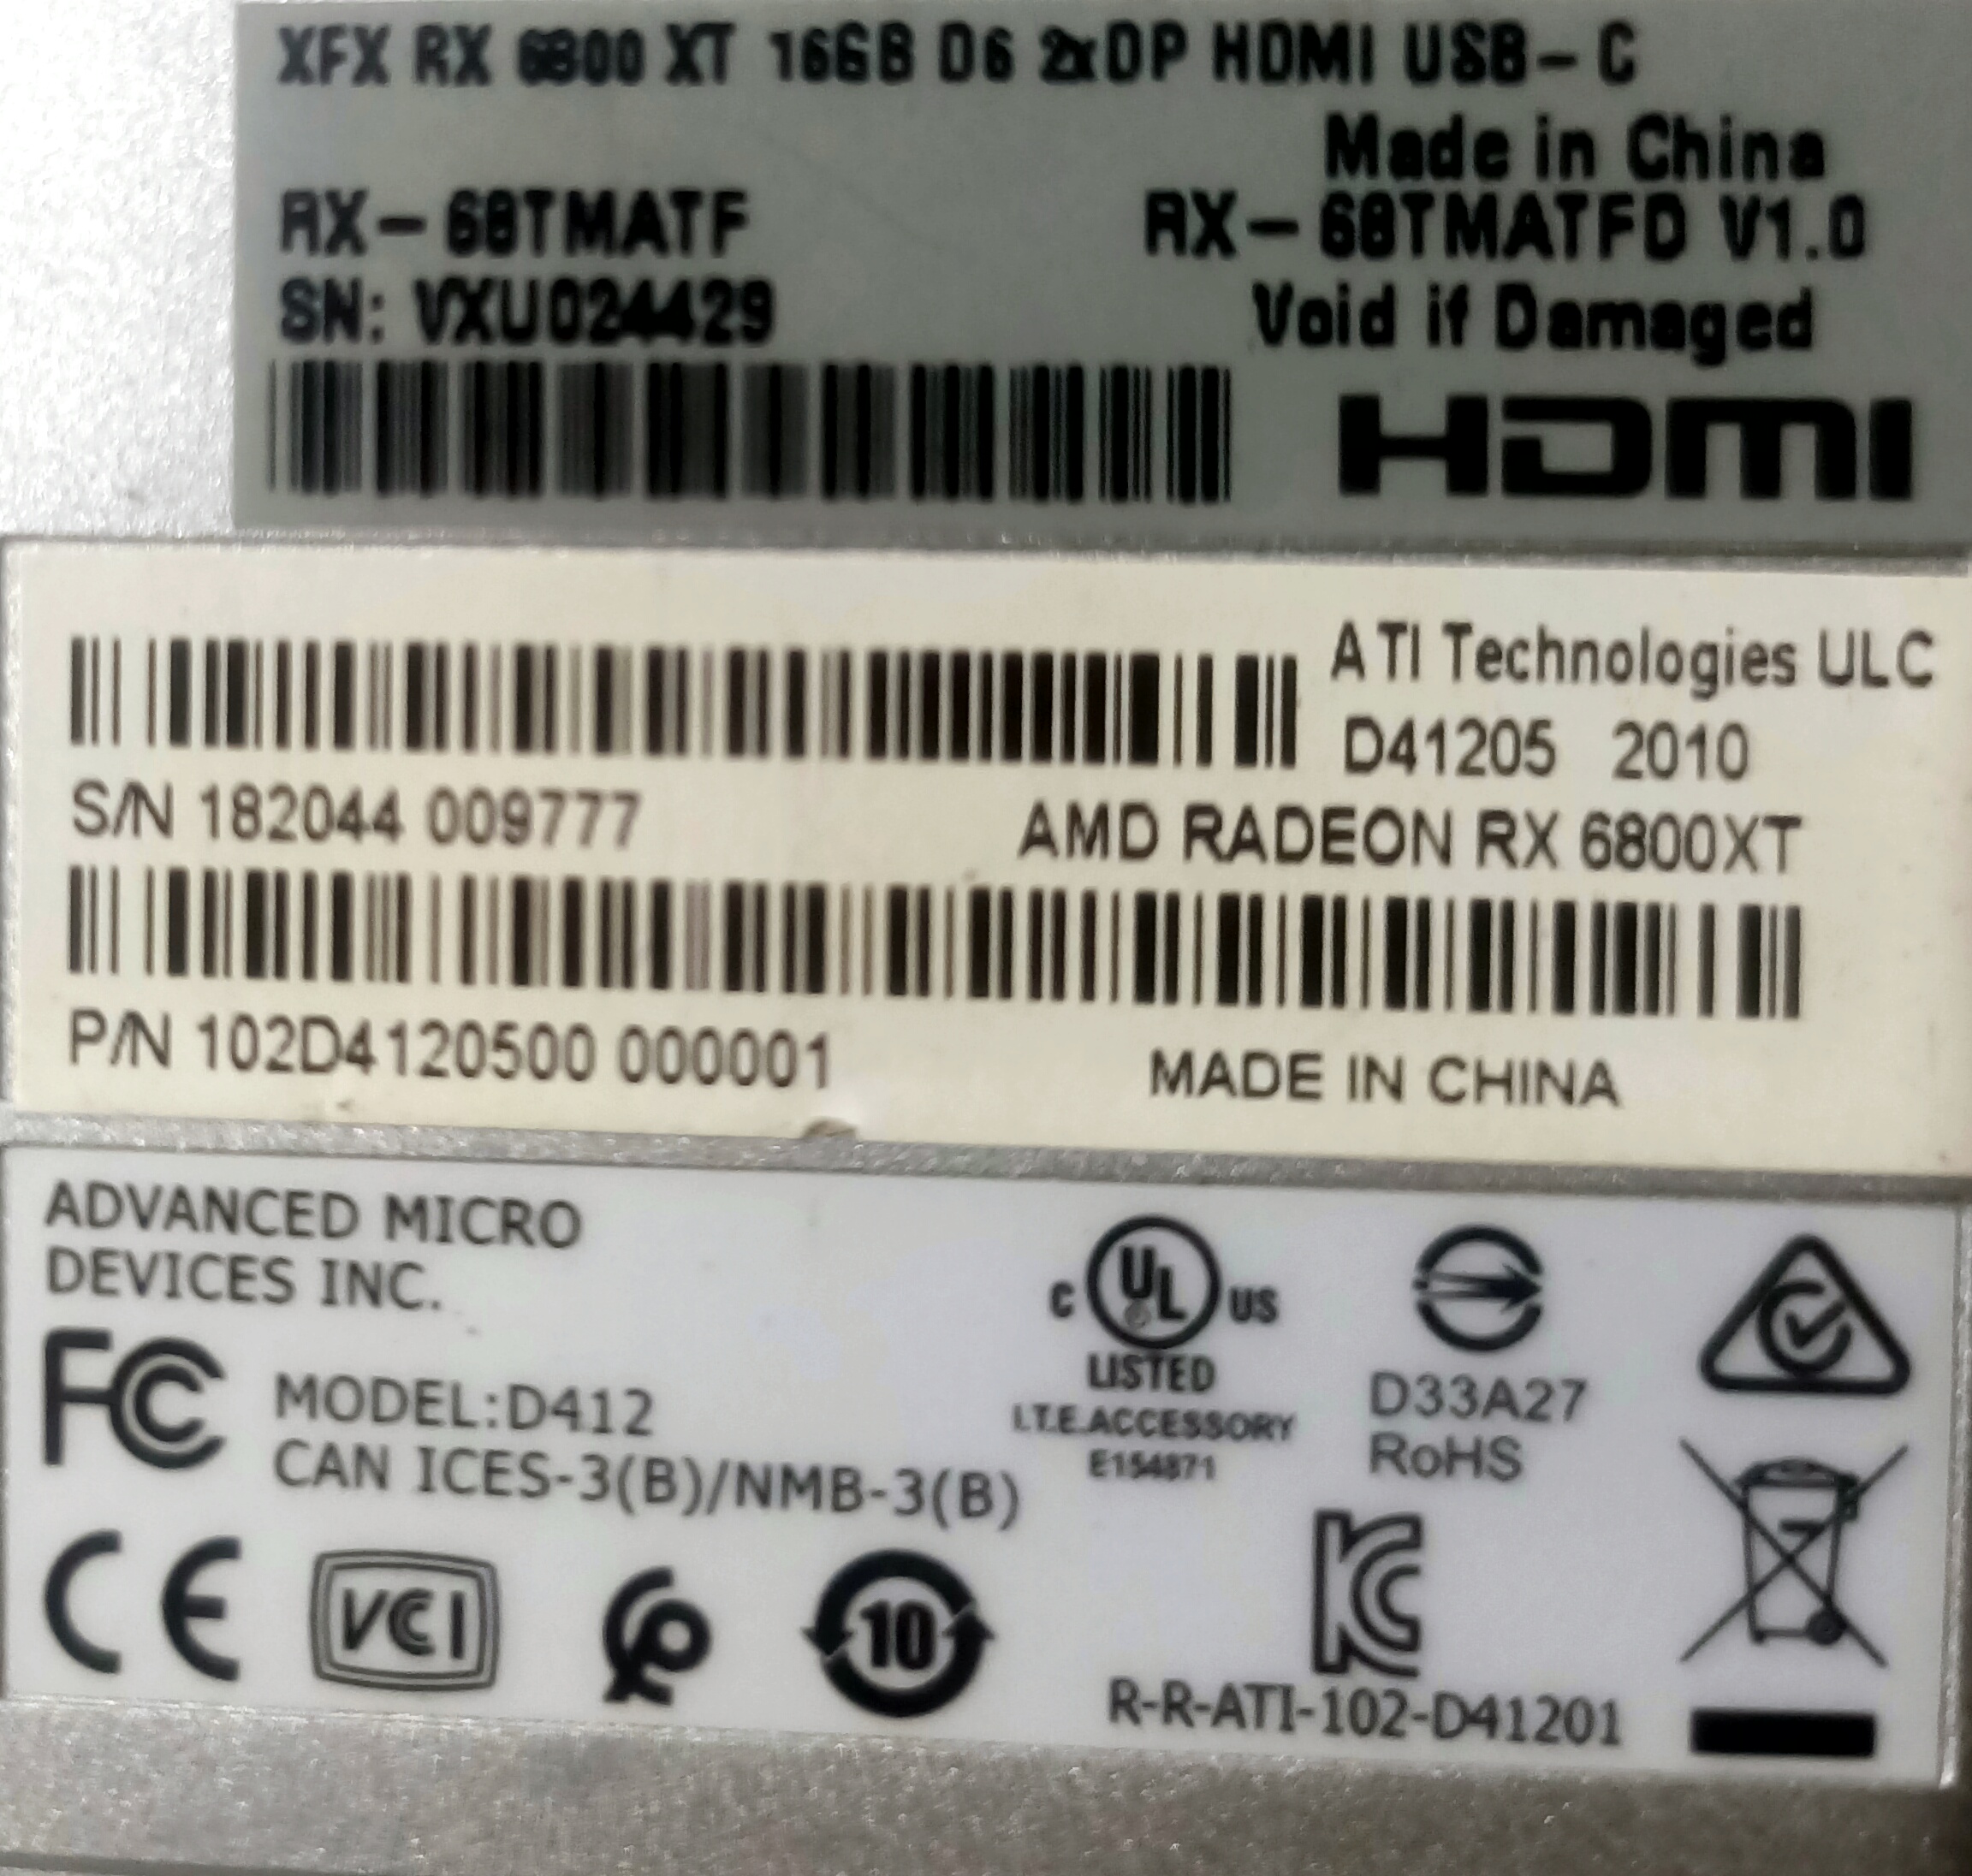 XFX RX 6800 XT 16GB D6 2xDP HDMI USB-C
Made in China
RX-68TMATF RX-68TMATFD V1.0
SN: VXU024429 Void if Damaged
HDMI
ATI Technologies ULC
D41205 2010
S/N 182044 009777 AMD RADEON RX 6800XT
P/N 102D4120500 000001 MADE IN CHINA
ADVANCED MICRO
DEVICES INC.
C UL US
LISTED
I.T.E.ACCESSORY
E154871
D33A27
RoHS
FC MODEL:D412
CAN ICES-3(B)/NMB-3(B)
CE VCI 10 KC
R-R-ATI-102-D41201